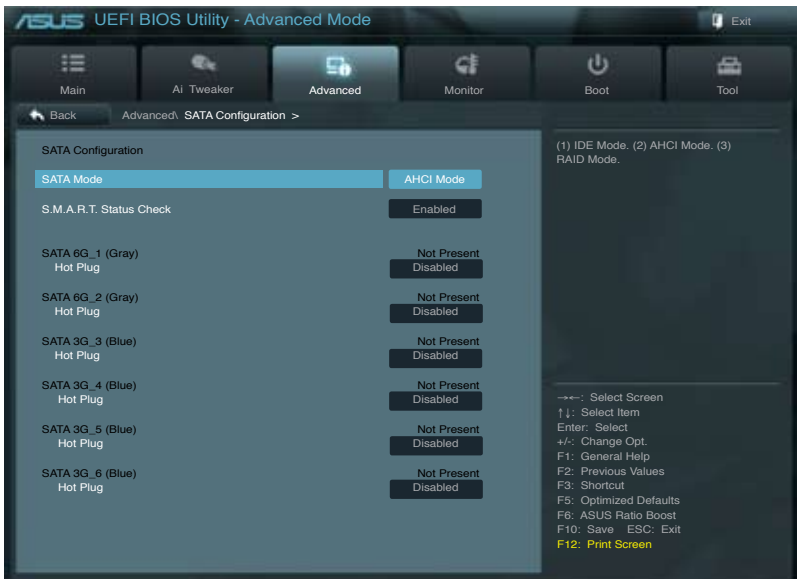 ASUS UEFI BIOS Utility - Advanced Mode
Exit
Main
Ai Tweaker
Advanced
Monitor
Boot
Tool
Back
Advanced\ SATA Configuration >
SATA Configuration
SATA Mode AHCI Mode
S.M.A.R.T. Status Check Enabled
SATA 6G_1 (Gray) Not Present
Hot Plug Disabled
SATA 6G_2 (Gray) Not Present
Hot Plug Disabled
SATA 3G_3 (Blue) Not Present
Hot Plug Disabled
SATA 3G_4 (Blue) Not Present
Hot Plug Disabled
SATA 3G_5 (Blue) Not Present
Hot Plug Disabled
SATA 3G_6 (Blue) Not Present
Hot Plug Disabled
(1) IDE Mode. (2) AHCI Mode. (3)
RAID Mode.
→←: Select Screen
↑↓: Select Item
Enter: Select
+/-: Change Opt.
F1: General Help
F2: Previous Values
F3: Shortcut
F5: Optimized Defaults
F6: ASUS Ratio Boost
F10: Save ESC: Exit
F12: Print Screen